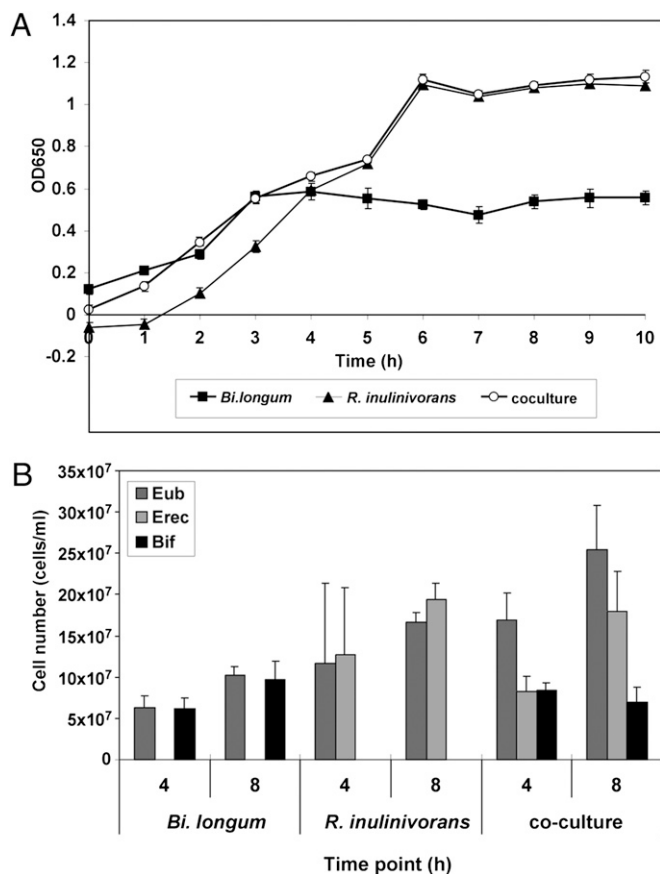 A
1.4
1.2
1
0.8
0.6
0.4
0.2
0
-0.2
OD650
0 1 2 3 4 5 6 7 8 9 10
Time (h)
Bi.longum R. inulinivorans coculture
B
35x10⁷
30x10⁷
25x10⁷
20x10⁷
15x10⁷
10x10⁷
5x10⁷
0
Cell number (cells/ml)
Eub
Erec
Bif
4 8 4 8 4 8
Bi. longum R. inulinivorans co-culture
Time point (h)